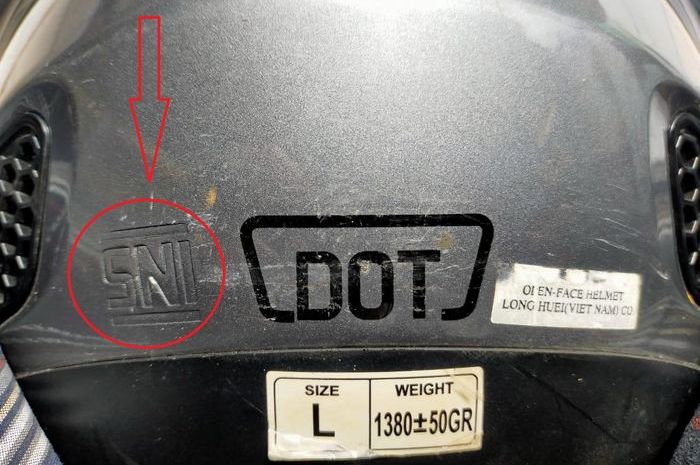 SNI
DOT
OPEN-FACE HELMET
LONG HUEI(VIET NAM) CO
SIZE
L
WEIGHT
1380±50GR